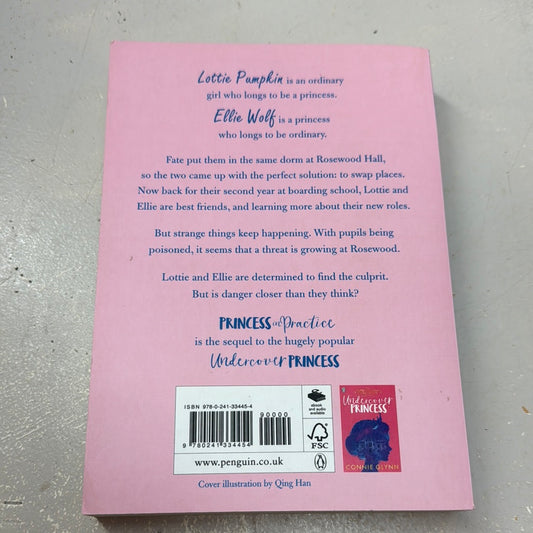 Lottie Pumpkin is an ordinary
girl who longs to be a princess.
Ellie Wolf is a princess
who longs to be ordinary.
Fate put them in the same dorm at Rosewood Hall,
so the two came up with the perfect solution: to swap places.
Now back for their second year at boarding school, Lottie and
Ellie are best friends, and learning more about their new roles.
But strange things keep happening. With pupils being
poisoned, it seems that a threat is growing at Rosewood.
Lottie and Ellie are determined to find the culprit.
But is danger closer than they think?
PRINCESS in Practice
is the sequel to the hugely popular
Undercover PRINCESS
ISBN 978-0-241-33445-4
90000
9 780241 334454
ebook
and audio
available
FSC
www.penguin.co.uk
Undercover
PRINCESS
CONNIE GLYNN
Cover illustration by Qing Han